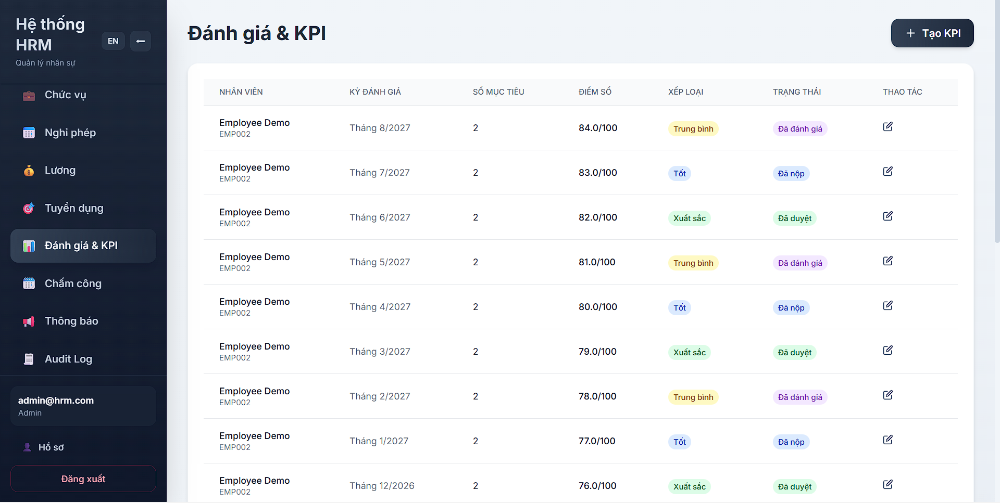 Hệ thống
HRM
Quản lý nhân sự
EN
Chức vụ
Nghỉ phép
Lương
Tuyển dụng
Đánh giá & KPI
Chấm công
Thông báo
Audit Log
admin@hrm.com
Admin
Hồ sơ
Đăng xuất
Đánh giá & KPI
Tạo KPI
NHÂN VIÊN KỲ ĐÁNH GIÁ SỐ MỤC TIÊU ĐIỂM SỐ XẾP LOẠI TRẠNG THÁI THAO TÁC
Employee Demo Tháng 8/2027 2 84.0/100 Trung bình Đã đánh giá
EMP002
Employee Demo Tháng 7/2027 2 83.0/100 Tốt Đã nộp
EMP002
Employee Demo Tháng 6/2027 2 82.0/100 Xuất sắc Đã duyệt
EMP002
Employee Demo Tháng 5/2027 2 81.0/100 Trung bình Đã đánh giá
EMP002
Employee Demo Tháng 4/2027 2 80.0/100 Tốt Đã nộp
EMP002
Employee Demo Tháng 3/2027 2 79.0/100 Xuất sắc Đã duyệt
EMP002
Employee Demo Tháng 2/2027 2 78.0/100 Trung bình Đã đánh giá
EMP002
Employee Demo Tháng 1/2027 2 77.0/100 Tốt Đã nộp
EMP002
Employee Demo Tháng 12/2026 2 76.0/100 Xuất sắc Đã duyệt
EMP002